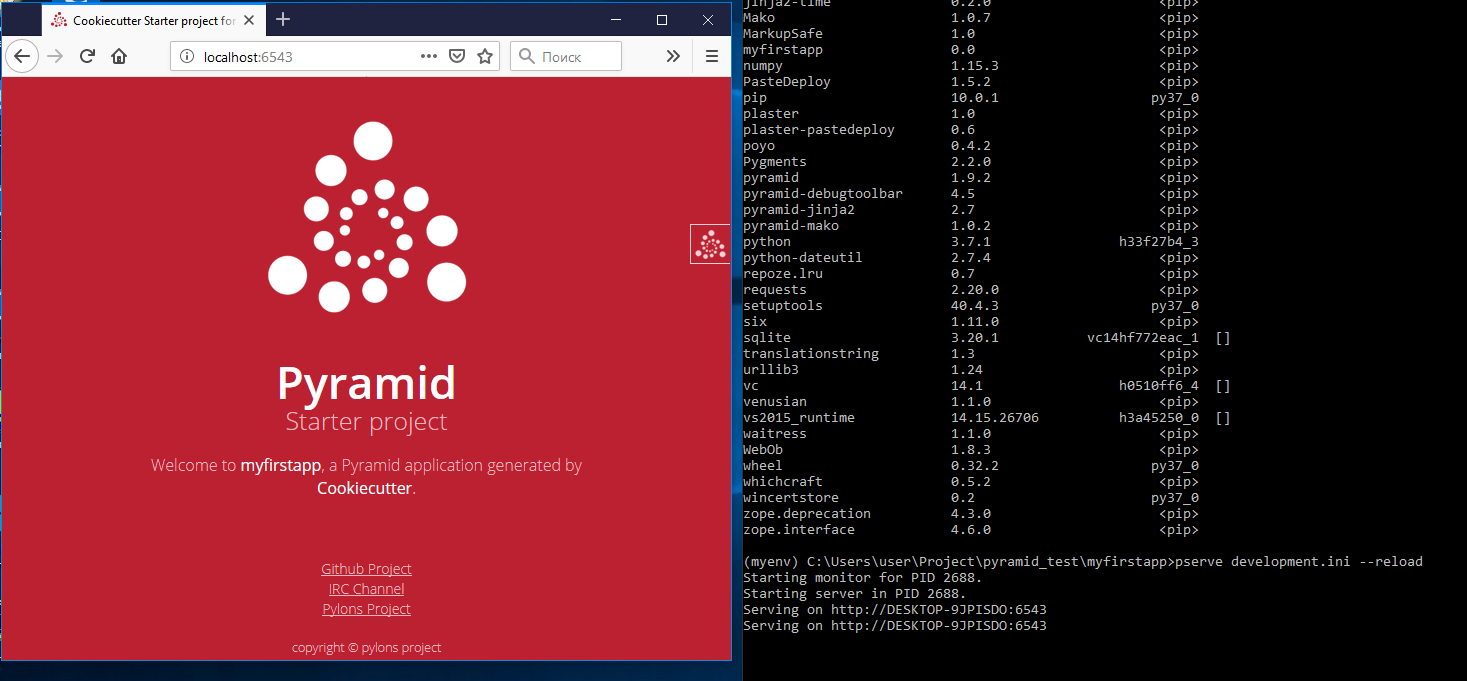 Cookiecutter Starter project for
localhost:6543
Поиск
Pyramid
Starter project
Welcome to myfirstapp, a Pyramid application generated by
Cookiecutter.
Github Project
IRC Channel
Pylons Project
copyright © pylons project
jinja2-time 0.2.0 <pip>
Mako 1.0.7 <pip>
MarkupSafe 1.0 <pip>
myfirstapp 0.0 <pip>
numpy 1.15.3 <pip>
PasteDeploy 1.5.2 <pip>
pip 10.0.1 py37_0
plaster 1.0 <pip>
plaster-pastedeploy 0.6 <pip>
poyo 0.4.2 <pip>
Pygments 2.2.0 <pip>
pyramid 1.9.2 <pip>
pyramid-debugtoolbar 4.5 <pip>
pyramid-jinja2 2.7 <pip>
pyramid-mako 1.0.2 <pip>
python 3.7.1 h33f27b4_3
python-dateutil 2.7.4 <pip>
repoze.lru 0.7 <pip>
requests 2.20.0 <pip>
setuptools 40.4.3 py37_0
six 1.11.0 <pip>
sqlite 3.20.1 vc14hf772eac_1 []
translationstring 1.3 <pip>
urllib3 1.24 <pip>
vc 14.1 h0510ff6_4 []
venusian 1.1.0 <pip>
vs2015_runtime 14.15.26706 h3a45250_0 []
waitress 1.1.0 <pip>
WebOb 1.8.3 <pip>
wheel 0.32.2 py37_0
whichcraft 0.5.2 <pip>
wincertstore 0.2 py37_0
zope.deprecation 4.3.0 <pip>
zope.interface 4.6.0 <pip>
(myenv) C:\Users\user\Project\pyramid_test\myfirstapp>pserve development.ini --reload
Starting monitor for PID 2688.
Starting server in PID 2688.
Serving on http://DESKTOP-9JPISDO:6543
Serving on http://DESKTOP-9JPISDO:6543